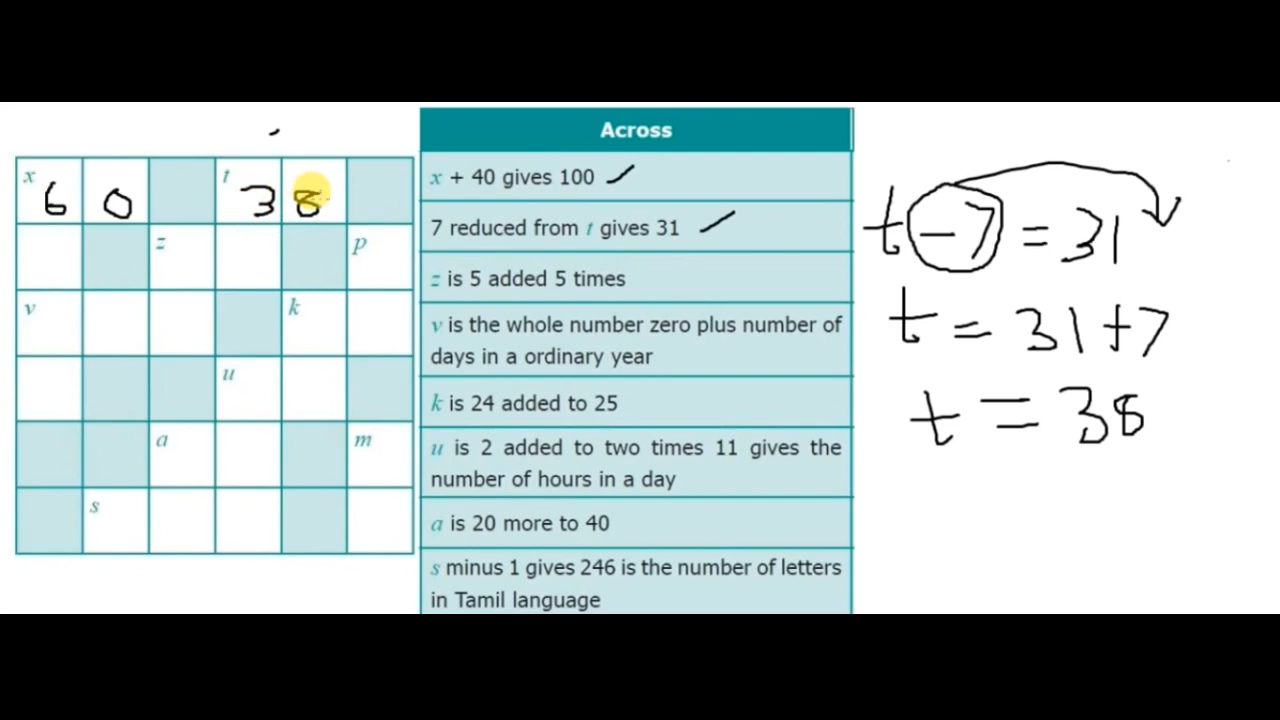 x 6 0 t 3 8
z p
v k
u
a m
s
Across
x + 40 gives 100
7 reduced from t gives 31
z is 5 added 5 times
v is the whole number zero plus number of
days in a ordinary year
k is 24 added to 25
u is 2 added to two times 11 gives the
number of hours in a day
a is 20 more to 40
s minus 1 gives 246 is the number of letters
in Tamil language
t - 7 = 31
t = 31 + 7
t = 38